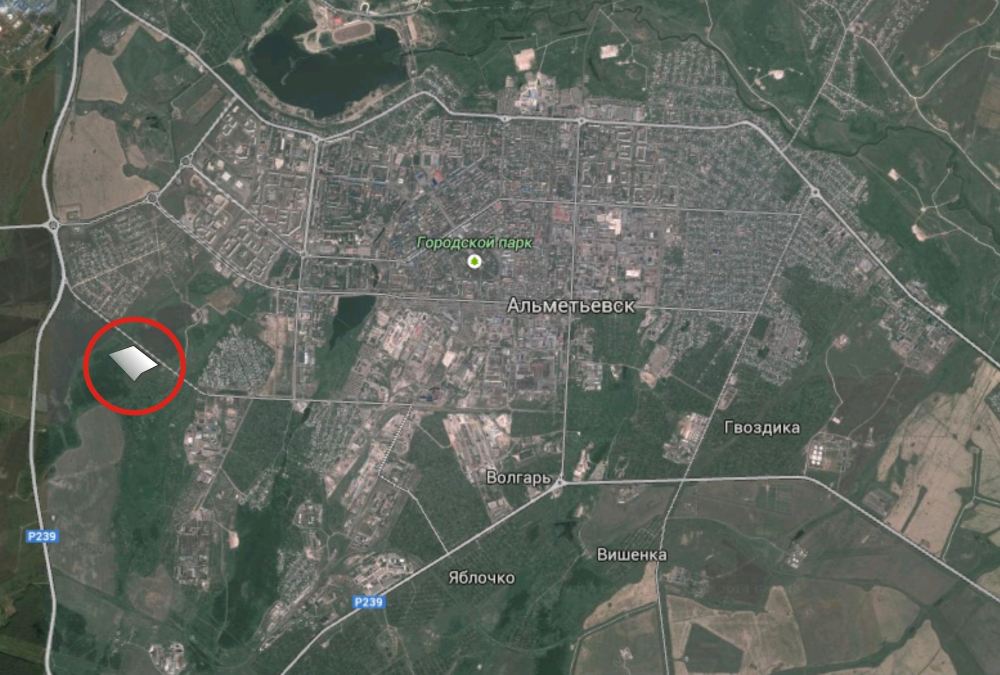 Городской парк
Альметьевск
Гвоздика
Волгарь
Р239
Вишенка
Яблочко
Р239